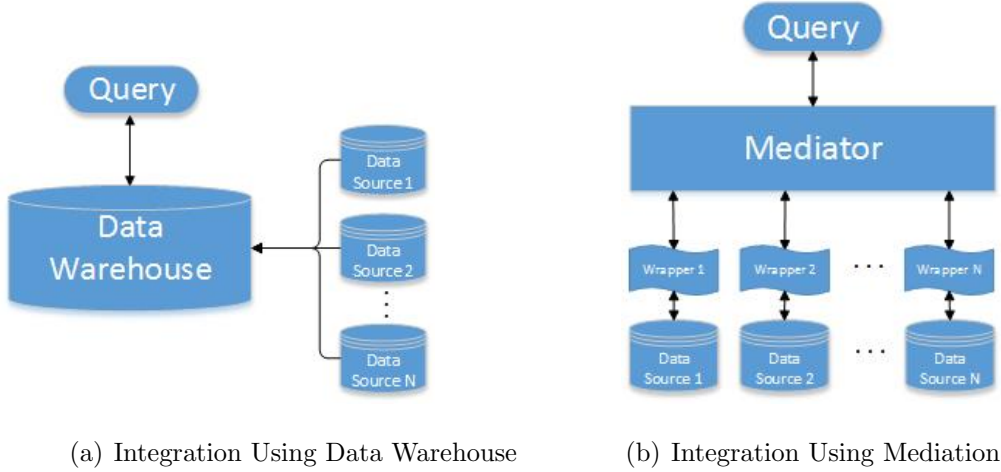 Query
Data
Warehouse
Data
Source 1
Data
Source 2
Data
Source N
(a) Integration Using Data Warehouse
Query
Mediator
Wrapper 1
Wrapper 2
Wrapper N
Data
Source 1
Data
Source 2
Data
Source N
(b) Integration Using Mediation